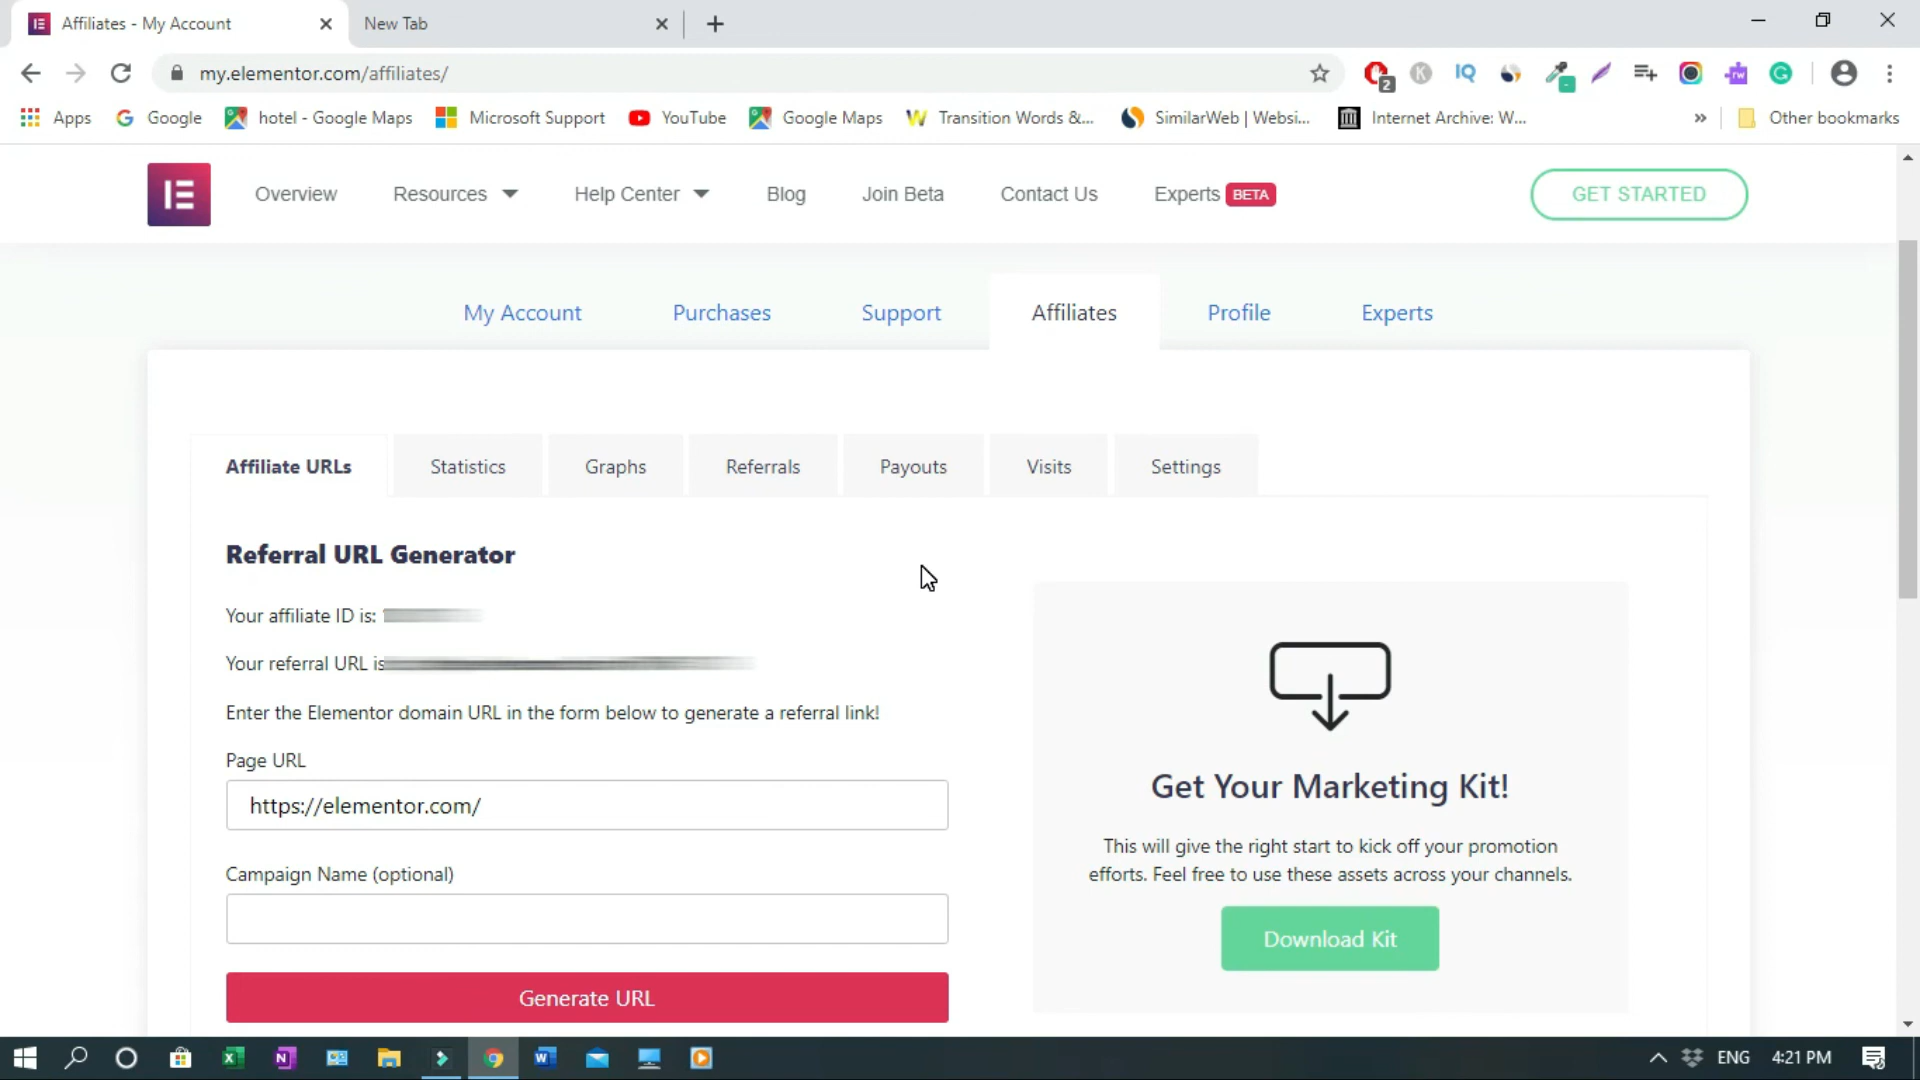 Affiliates - My Account
New Tab
my.elementor.com/affiliates/
2
K
IQ
rw
Apps
Google
hotel - Google Maps
Microsoft Support
YouTube
Google Maps
Transition Words &...
SimilarWeb | Websi...
Internet Archive: W...
»
Other bookmarks
Overview
Resources
Help Center
Blog
Join Beta
Contact Us
Experts BETA
GET STARTED
My Account
Purchases
Support
Affiliates
Profile
Experts
Affiliate URLs
Statistics
Graphs
Referrals
Payouts
Visits
Settings
Referral URL Generator
Your affiliate ID is:
Your referral URL is
Enter the Elementor domain URL in the form below to generate a referral link!
Page URL
https://elementor.com/
Campaign Name (optional)
Generate URL
Get Your Marketing Kit!
This will give the right start to kick off your promotion
efforts. Feel free to use these assets across your channels.
Download Kit
ENG
4:21 PM